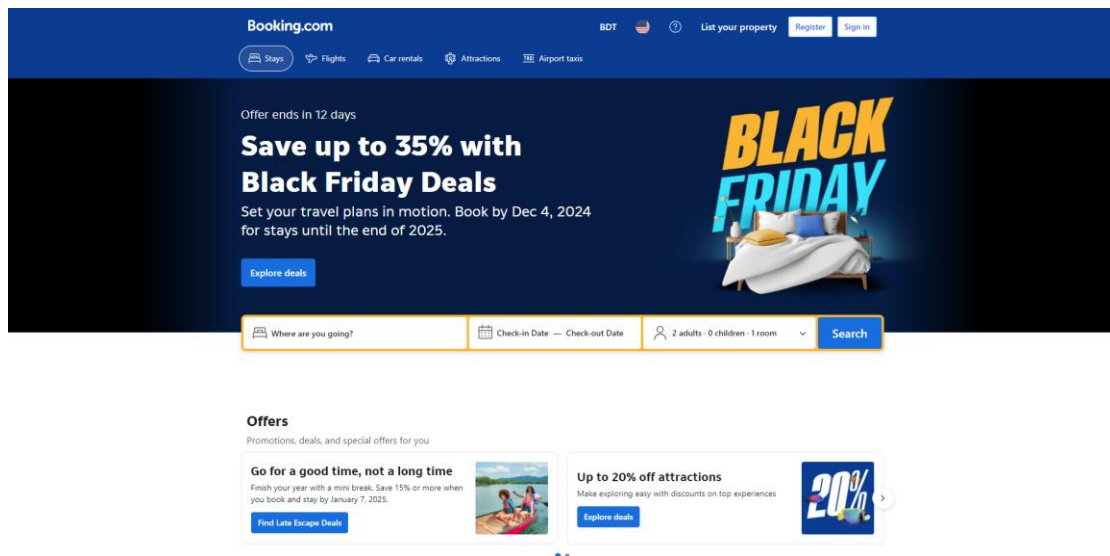 Booking.com
BDT
List your property
Register
Sign in
Stays
Flights
Car rentals
Attractions
Airport taxis
Offer ends in 12 days
Save up to 35% with
Black Friday Deals
Set your travel plans in motion. Book by Dec 4, 2024
for stays until the end of 2025.
Explore deals
BLACK
FRIDAY
Where are you going?
Check-in Date — Check-out Date
2 adults · 0 children · 1 room
Search
Offers
Promotions, deals, and special offers for you
Go for a good time, not a long time
Finish your year with a mini break. Save 15% or more when
you book and stay by January 7, 2025.
Find Late Escape Deals
Up to 20% off attractions
Make exploring easy with discounts on top experiences
Explore deals
20%